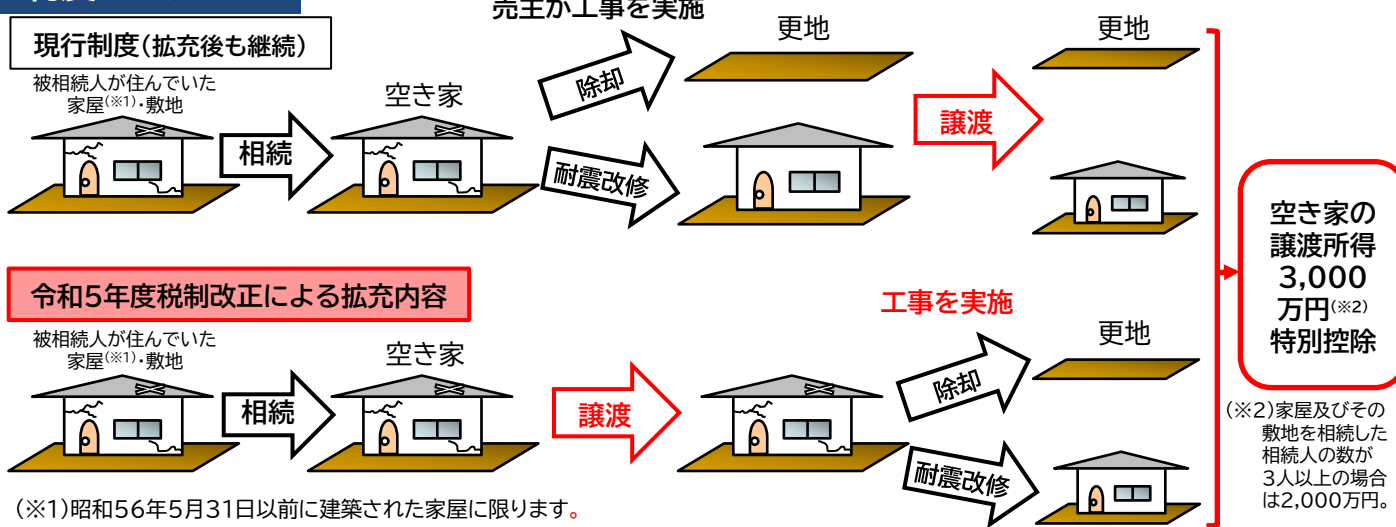 売主が工事を実施
現行制度(拡充後も継続)
被相続人が住んでいた
家屋(※1)・敷地
相続
空き家
除却
耐震改修
更地
譲渡
更地
令和5年度税制改正による拡充内容
被相続人が住んでいた
家屋(※1)・敷地
相続
空き家
譲渡
工事を実施
除却
耐震改修
更地
空き家の
譲渡所得
3,000
万円(※2)
特別控除
(※2)家屋及びその
敷地を相続した
相続人の数が
3人以上の場合
は2,000万円。
(※1)昭和56年5月31日以前に建築された家屋に限ります。